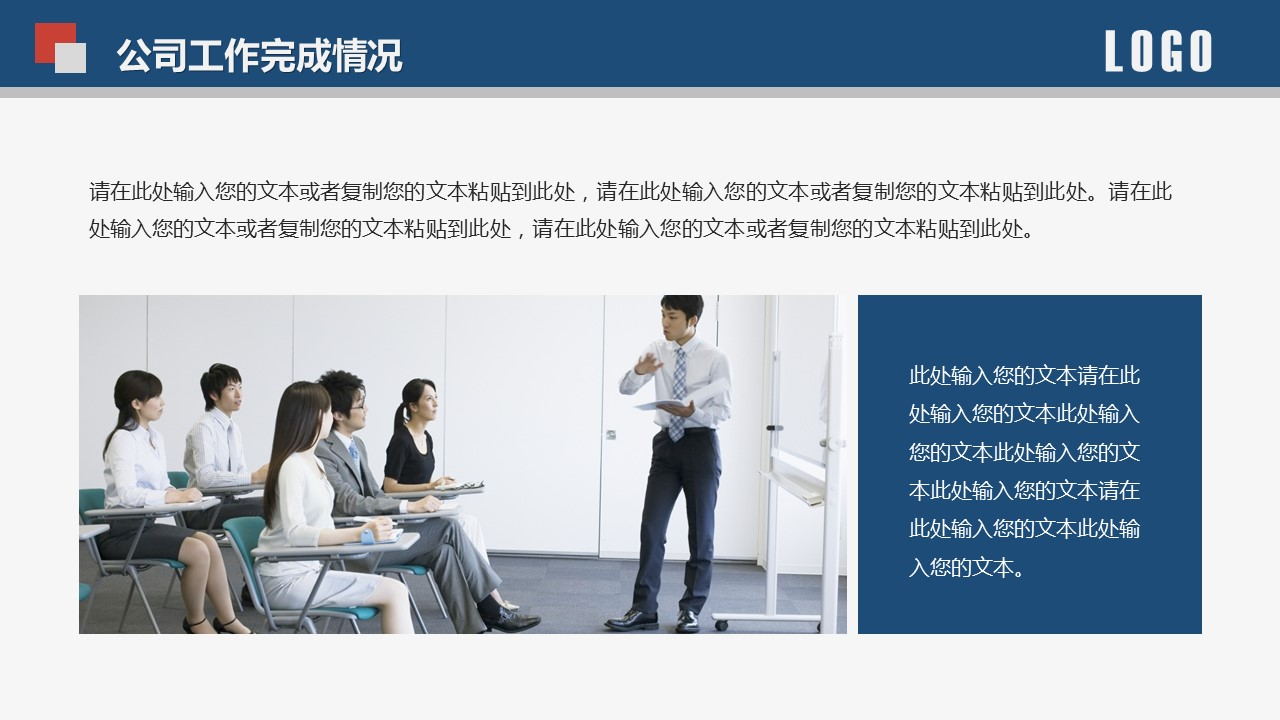 公司工作完成情况
LOGO
请在此处输入您的文本或者复制您的文本粘贴到此处，请在此处输入您的文本或者复制您的文本粘贴到此处。请在此
处输入您的文本或者复制您的文本粘贴到此处，请在此处输入您的文本或者复制您的文本粘贴到此处。
此处输入您的文本请在此
处输入您的文本此处输入
您的文本此处输入您的文
本此处输入您的文本请在
此处输入您的文本此处输
入您的文本。